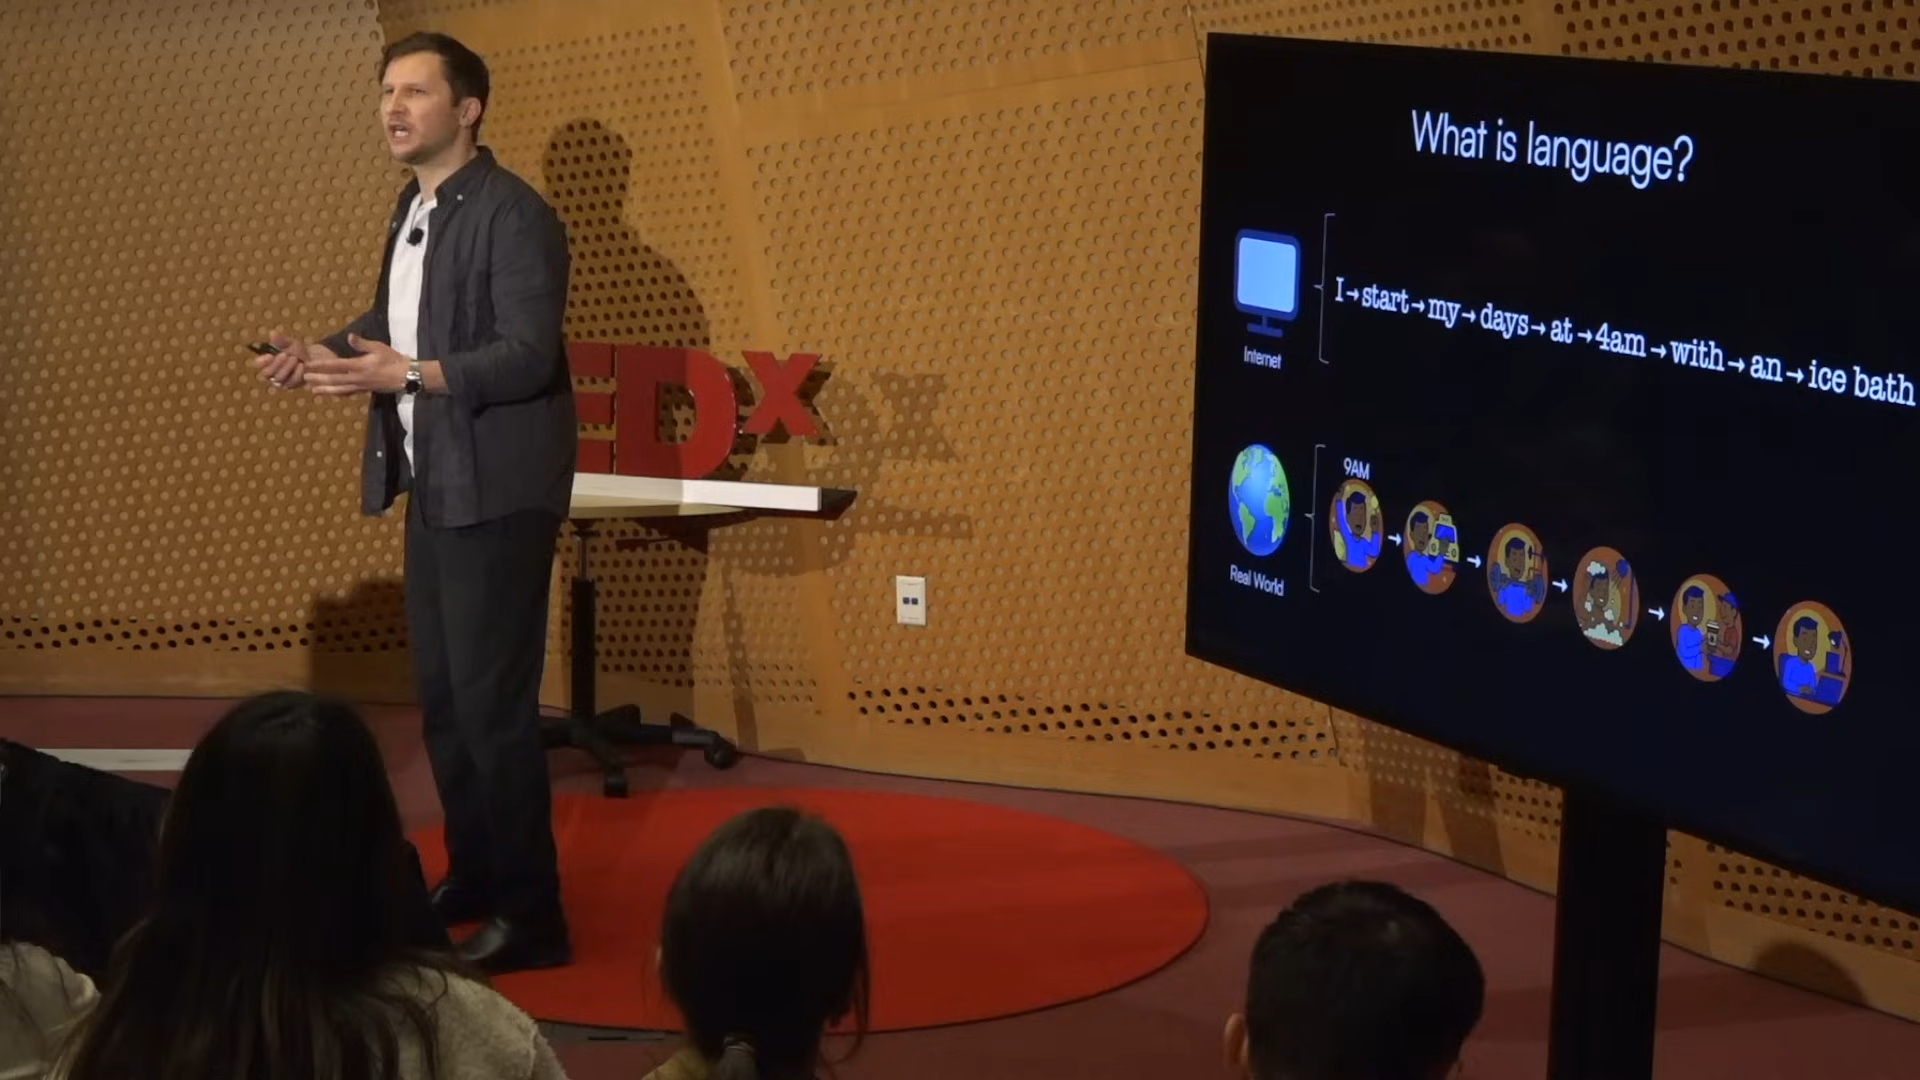 What is language?
I→start→my→days→at→4am→with→an→ice bath
Internet
9AM
Real World
EDx